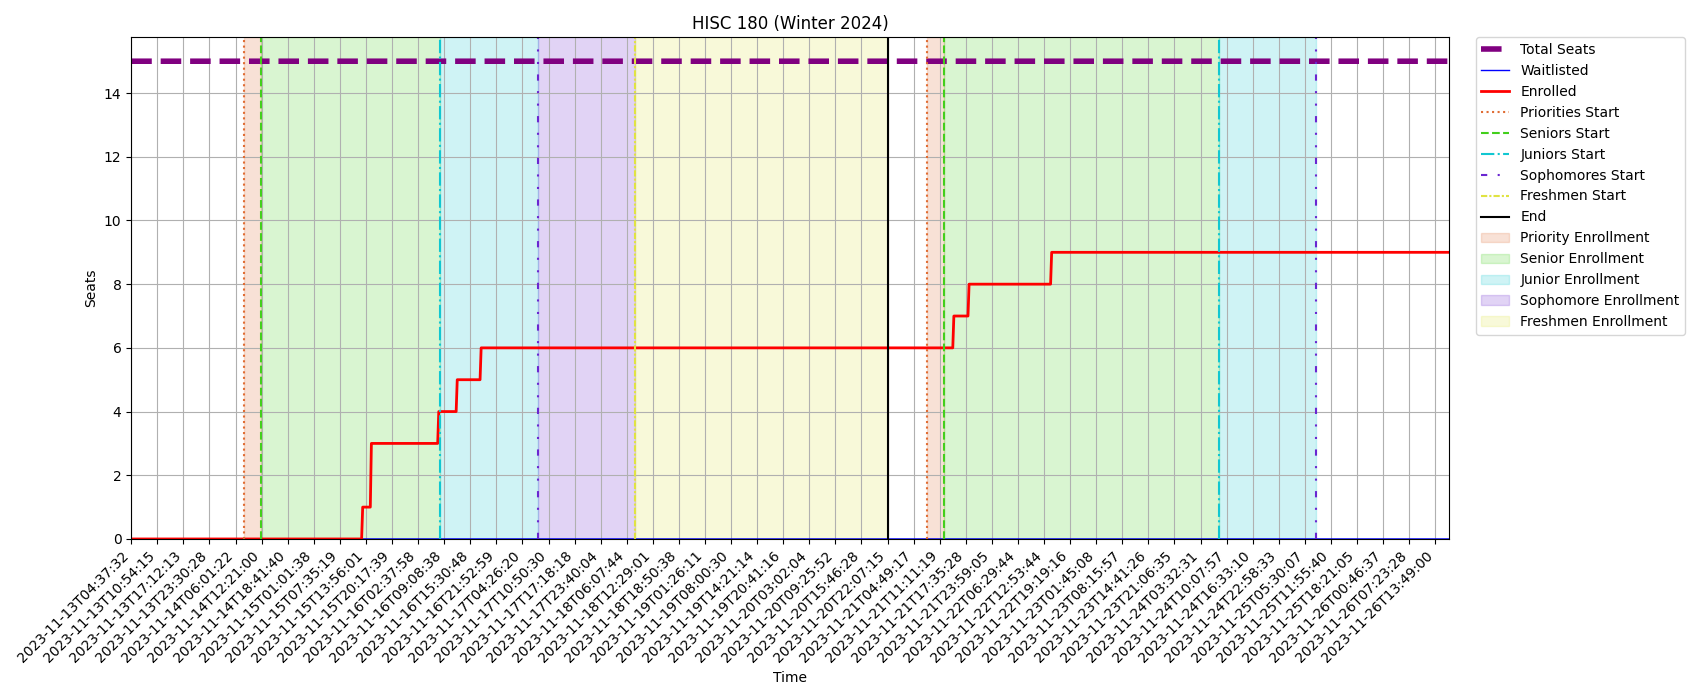 HISC 180 (Winter 2024)
Seats
14
12
10
8
6
4
2
0
2023-11-13T04:37:32
2023-11-13T10:54:15
2023-11-13T17:12:13
2023-11-13T23:30:28
2023-11-14T06:01:22
2023-11-14T12:21:00
2023-11-14T18:41:40
2023-11-15T01:01:38
2023-11-15T07:35:19
2023-11-15T13:56:01
2023-11-15T20:17:39
2023-11-16T02:37:58
2023-11-16T09:08:38
2023-11-16T15:30:48
2023-11-16T21:52:59
2023-11-17T04:26:20
2023-11-17T10:50:30
2023-11-17T17:18:18
2023-11-17T23:40:04
2023-11-18T06:07:44
2023-11-18T12:29:01
2023-11-18T18:50:38
2023-11-19T01:26:11
2023-11-19T08:00:30
2023-11-19T14:21:14
2023-11-19T20:41:16
2023-11-20T03:02:04
2023-11-20T09:25:52
2023-11-20T15:46:28
2023-11-20T22:07:15
2023-11-21T04:49:17
2023-11-21T11:11:19
2023-11-21T17:35:28
2023-11-21T23:59:05
2023-11-22T06:29:44
2023-11-22T12:53:44
2023-11-22T19:19:16
2023-11-23T01:45:08
2023-11-23T08:15:57
2023-11-23T14:41:26
2023-11-23T21:06:35
2023-11-24T03:32:31
2023-11-24T10:07:57
2023-11-24T16:33:10
2023-11-24T22:58:33
2023-11-25T05:30:07
2023-11-25T11:55:40
2023-11-25T18:21:05
2023-11-26T00:46:37
2023-11-26T07:23:28
2023-11-26T13:49:00
Time
Total Seats
Waitlisted
Enrolled
Priorities Start
Seniors Start
Juniors Start
Sophomores Start
Freshmen Start
End
Priority Enrollment
Senior Enrollment
Junior Enrollment
Sophomore Enrollment
Freshmen Enrollment